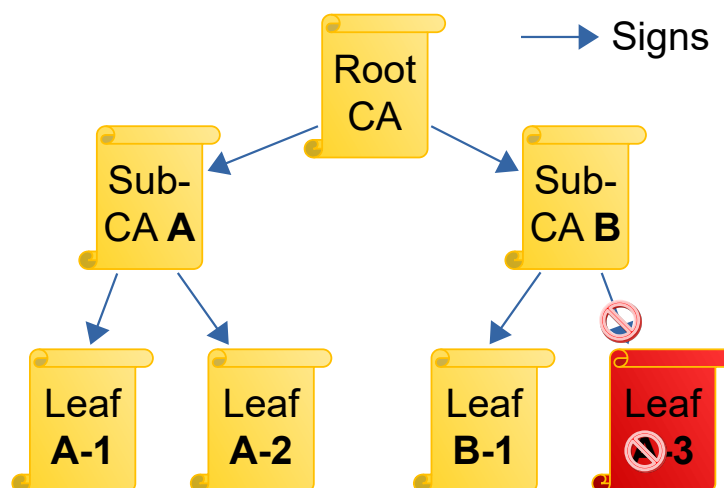 Signs
Root
CA
Sub-
CA A
Sub-
CA B
Leaf
A-1
Leaf
A-2
Leaf
B-1
Leaf
A-3